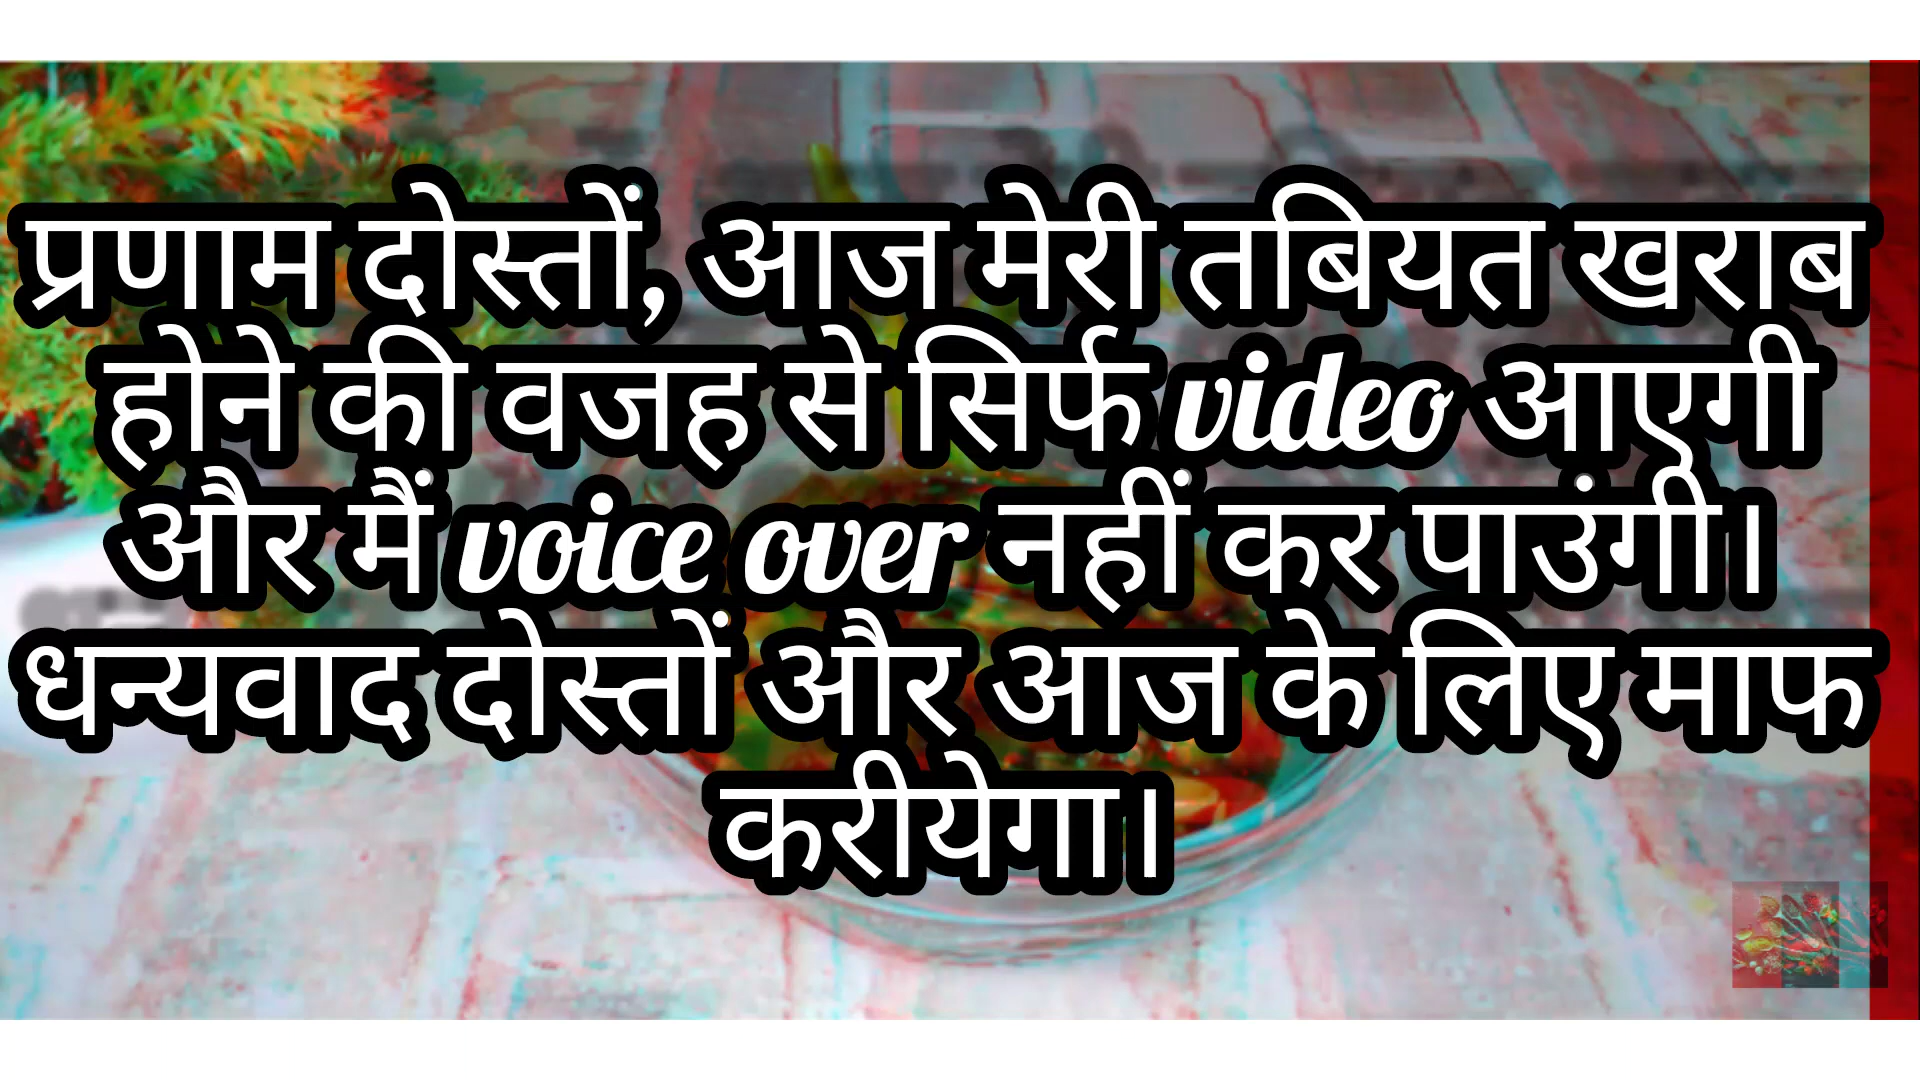 प्रणाम दोस्तों, आज मेरी तबियत खराब
होने की वजह से सिर्फ video आएगी
और मैं voice over नहीं कर पाउंगी।
धन्यवाद दोस्तों और आज के लिए माफ
करीयेगा।